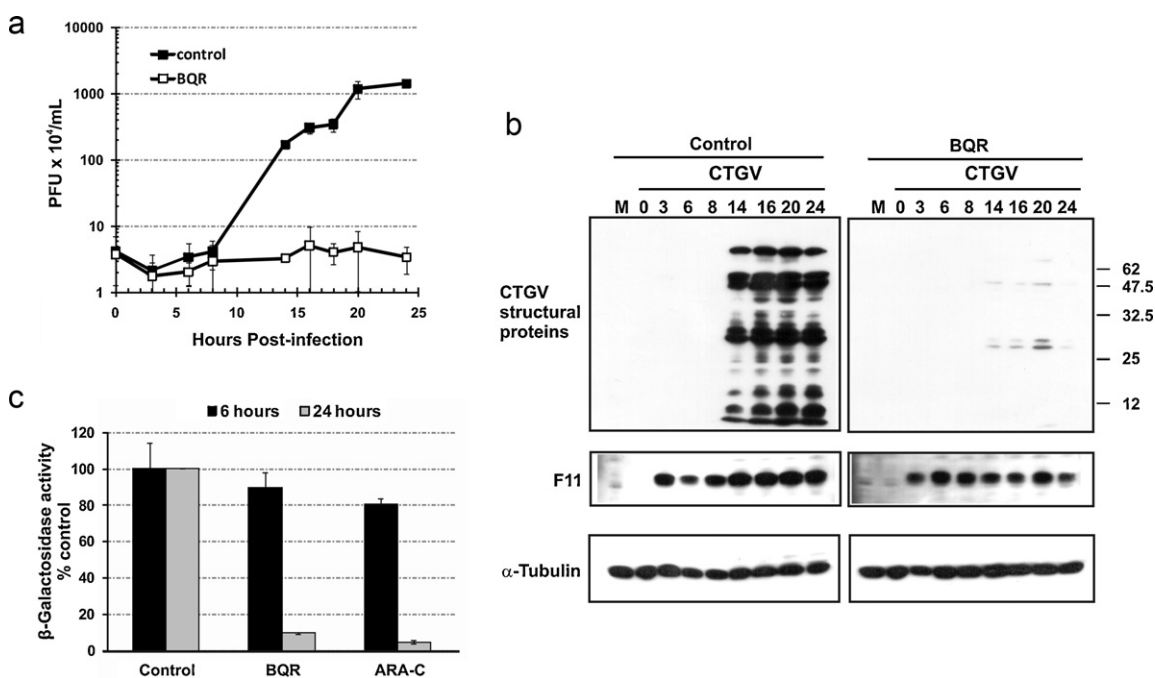 a
10000
1000
100
10
1
PFU x 10⁴/mL
control
BQR
0 5 10 15 20 25
Hours Post-infection
b
Control BQR
CTGV CTGV
M 0 3 6 8 14 16 20 24 M 0 3 6 8 14 16 20 24
CTGV
structural
proteins
62
47.5
32.5
25
12
F11
α-Tubulin
c
6 hours 24 hours
120
100
80
60
40
20
0
β-Galactosidase activity
% control
Control BQR ARA-C